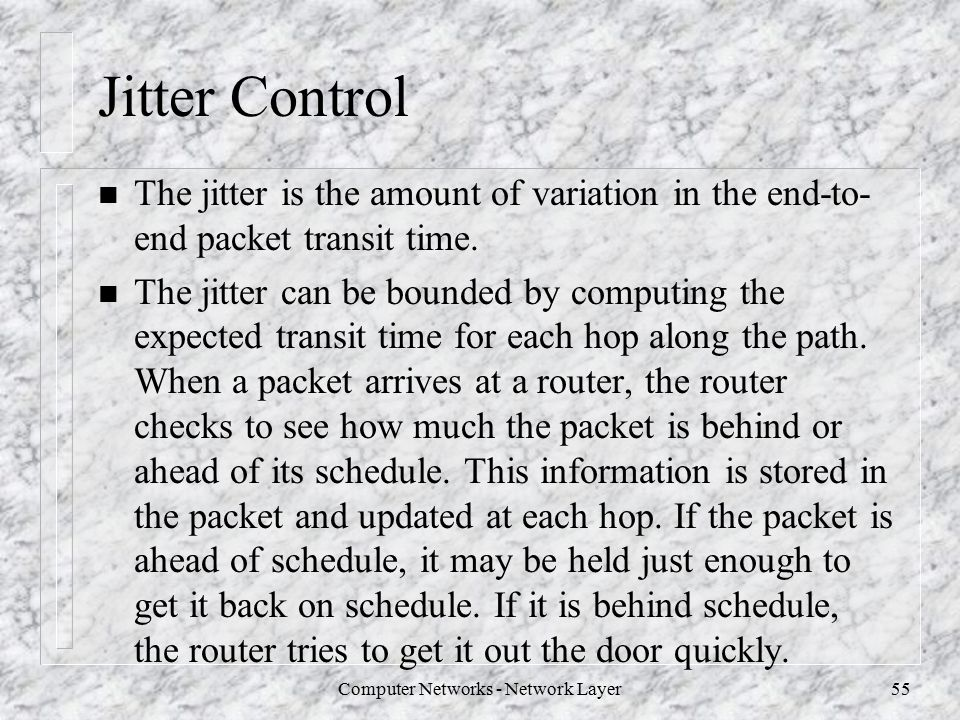 Jitter Control
The jitter is the amount of variation in the end-to-
end packet transit time.
The jitter can be bounded by computing the
expected transit time for each hop along the path.
When a packet arrives at a router, the router
checks to see how much the packet is behind or
ahead of its schedule. This information is stored in
the packet and updated at each hop. If the packet is
ahead of schedule, it may be held just enough to
get it back on schedule. If it is behind schedule,
the router tries to get it out the door quickly.
Computer Networks - Network Layer
55